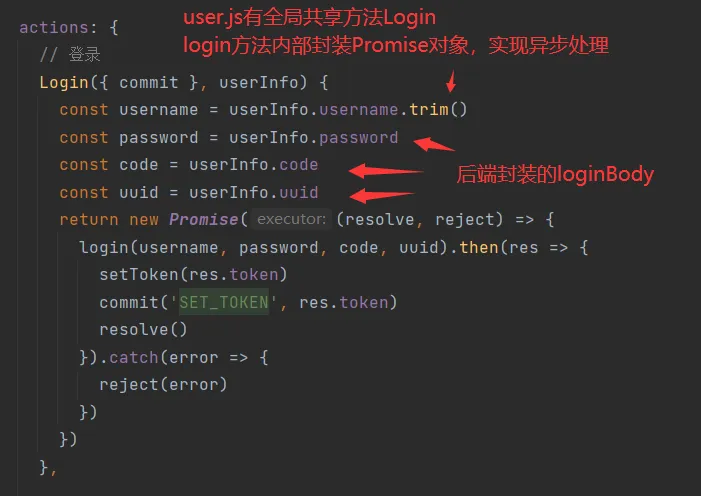 user.js有全局共享方法Login
login方法内部封装Promise对象，实现异步处理
actions: {
// 登录
Login({ commit }, userInfo) {
const username = userInfo.username.trim()
const password = userInfo.password
const code = userInfo.code
后端封装的loginBody
const uuid = userInfo.uuid
return new Promise( executor: (resolve, reject) => {
login(username, password, code, uuid).then(res => {
setToken(res.token)
commit('SET_TOKEN', res.token)
resolve()
}).catch(error => {
reject(error)
})
})
},